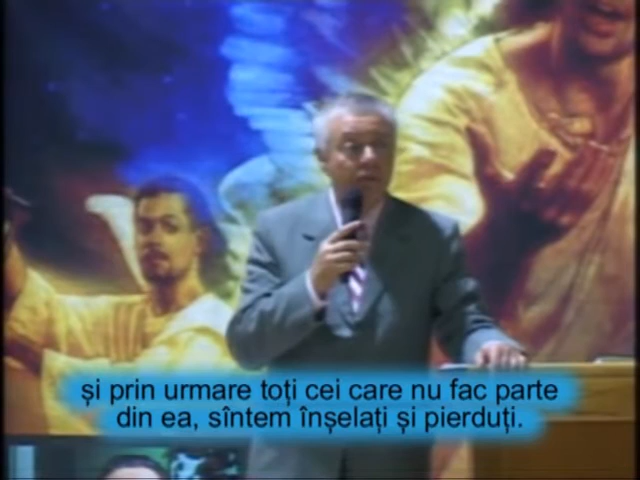 și prin urmare toți cei care nu fac parte
din ea, sîntem înșelați și pierduți.